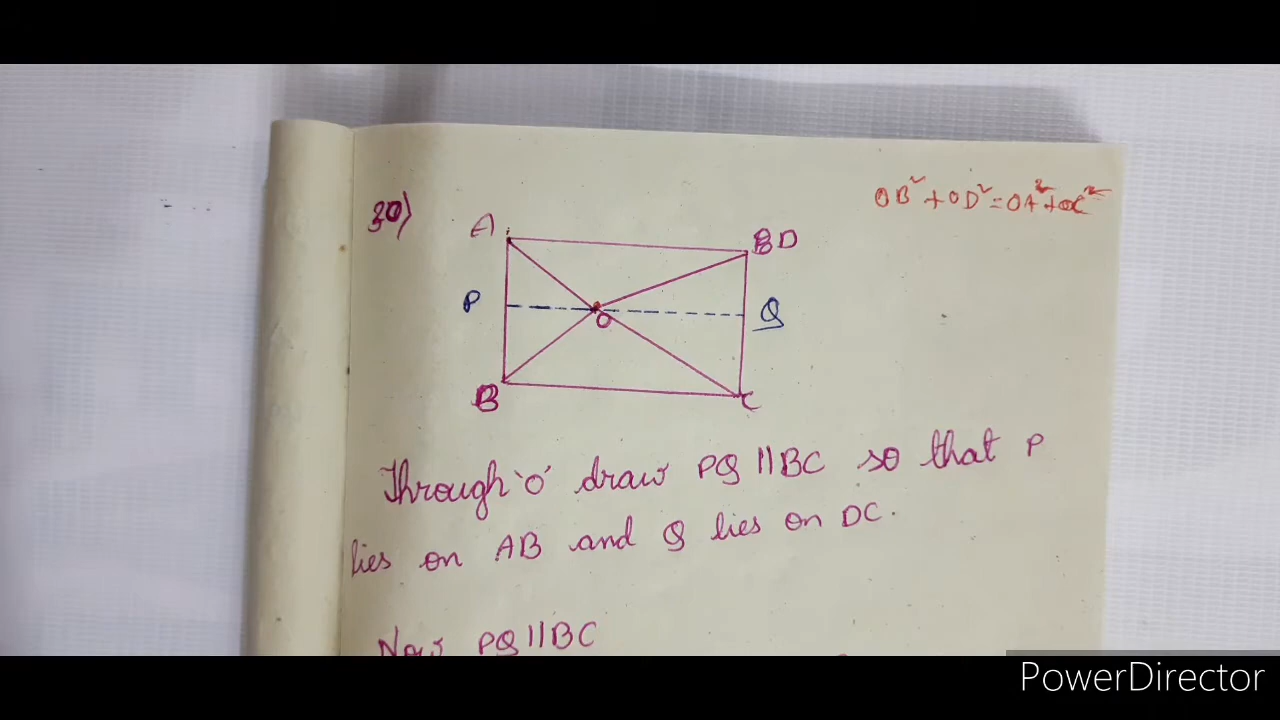 OB² + OD² = OA² + OC²
30)
A
D
P
Q
O
B
C
Through 'O' draw PQ || BC so that P
lies on AB and Q lies on DC.
Now PQ || BC
PowerDirector